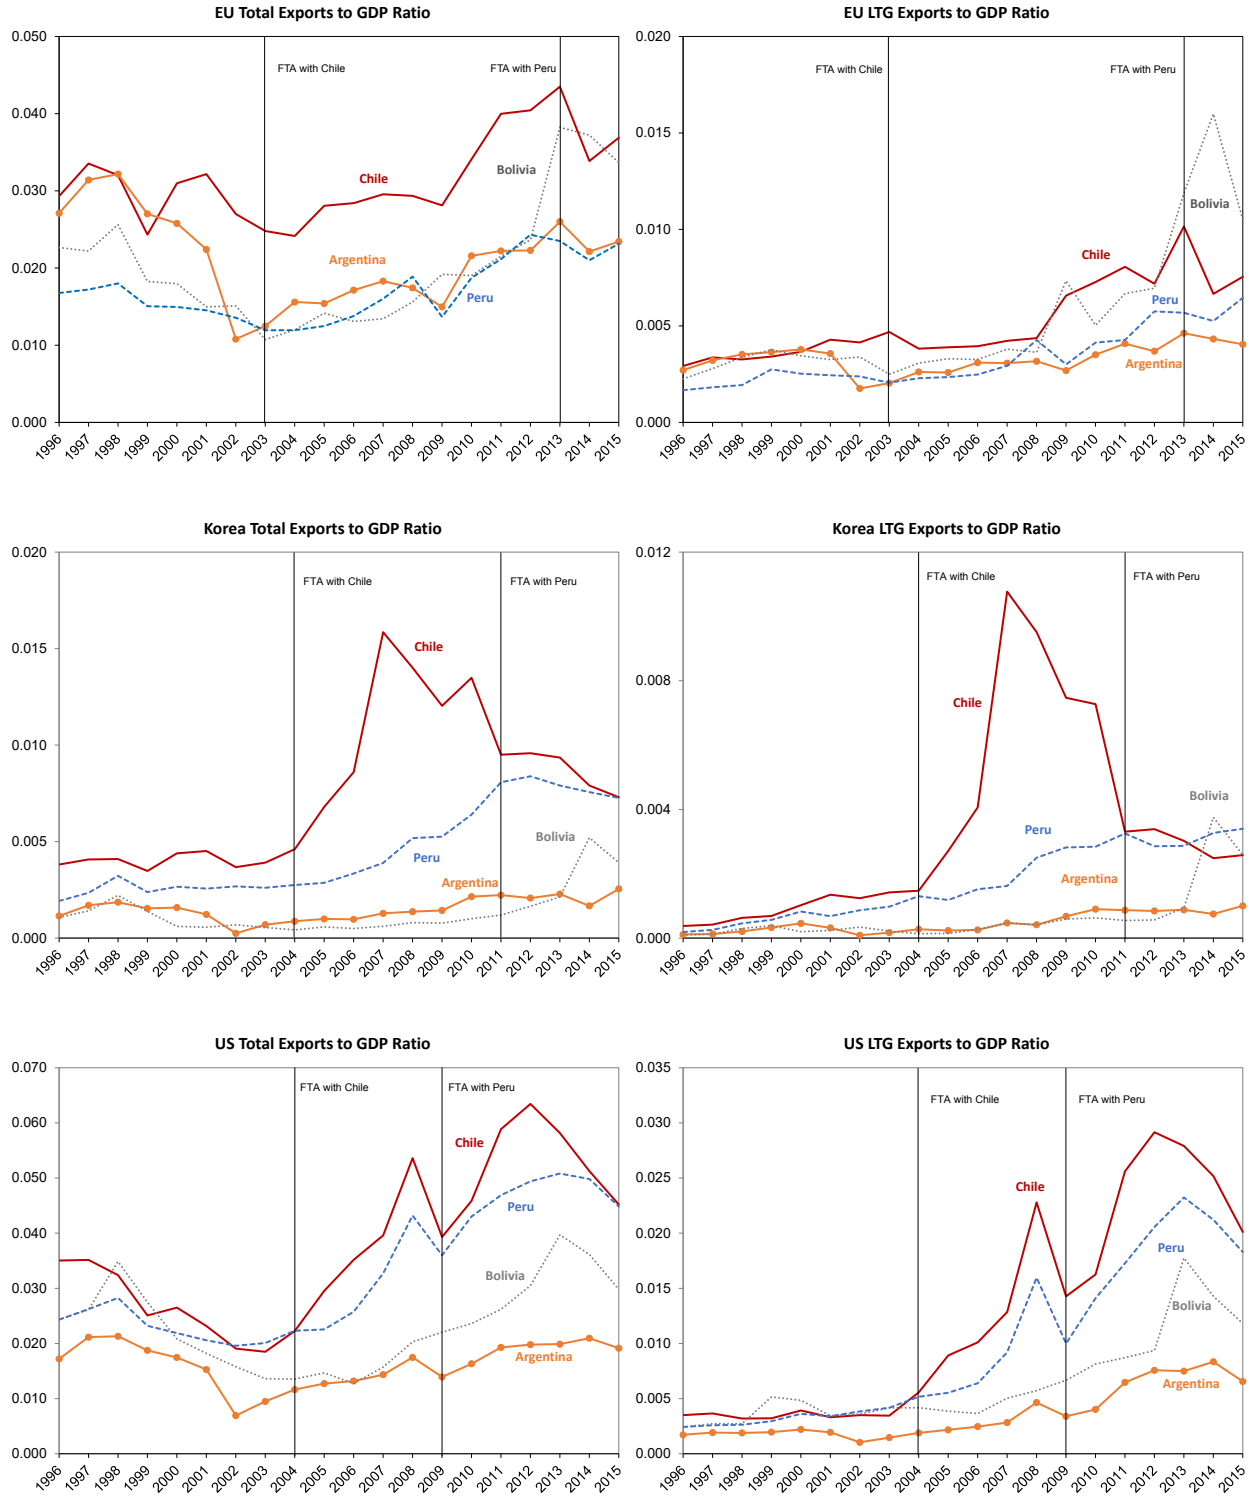 EU Total Exports to GDP Ratio
0.050
0.040
0.030
0.020
0.010
0.000
FTA with Chile
FTA with Peru
Chile
Bolivia
Argentina
Peru
1996 1997 1998 1999 2000 2001 2002 2003 2004 2005 2006 2007 2008 2009 2010 2011 2012 2013 2014 2015
EU LTG Exports to GDP Ratio
0.020
0.015
0.010
0.005
0.000
FTA with Chile
FTA with Peru
Bolivia
Chile
Peru
Argentina
1996 1997 1998 1999 2000 2001 2002 2003 2004 2005 2006 2007 2008 2009 2010 2011 2012 2013 2014 2015
Korea Total Exports to GDP Ratio
0.020
0.015
0.010
0.005
0.000
FTA with Chile
FTA with Peru
Chile
Bolivia
Peru
Argentina
1996 1997 1998 1999 2000 2001 2002 2003 2004 2005 2006 2007 2008 2009 2010 2011 2012 2013 2014 2015
Korea LTG Exports to GDP Ratio
0.012
0.008
0.004
0.000
FTA with Chile
FTA with Peru
Chile
Bolivia
Peru
Argentina
1996 1997 1998 1999 2000 2001 2002 2003 2004 2005 2006 2007 2008 2009 2010 2011 2012 2013 2014 2015
US Total Exports to GDP Ratio
0.070
0.060
0.050
0.040
0.030
0.020
0.010
0.000
FTA with Chile
FTA with Peru
Chile
Peru
Bolivia
Argentina
1996 1997 1998 1999 2000 2001 2002 2003 2004 2005 2006 2007 2008 2009 2010 2011 2012 2013 2014 2015
US LTG Exports to GDP Ratio
0.035
0.030
0.025
0.020
0.015
0.010
0.005
0.000
FTA with Chile
FTA with Peru
Chile
Peru
Bolivia
Argentina
1996 1997 1998 1999 2000 2001 2002 2003 2004 2005 2006 2007 2008 2009 2010 2011 2012 2013 2014 2015